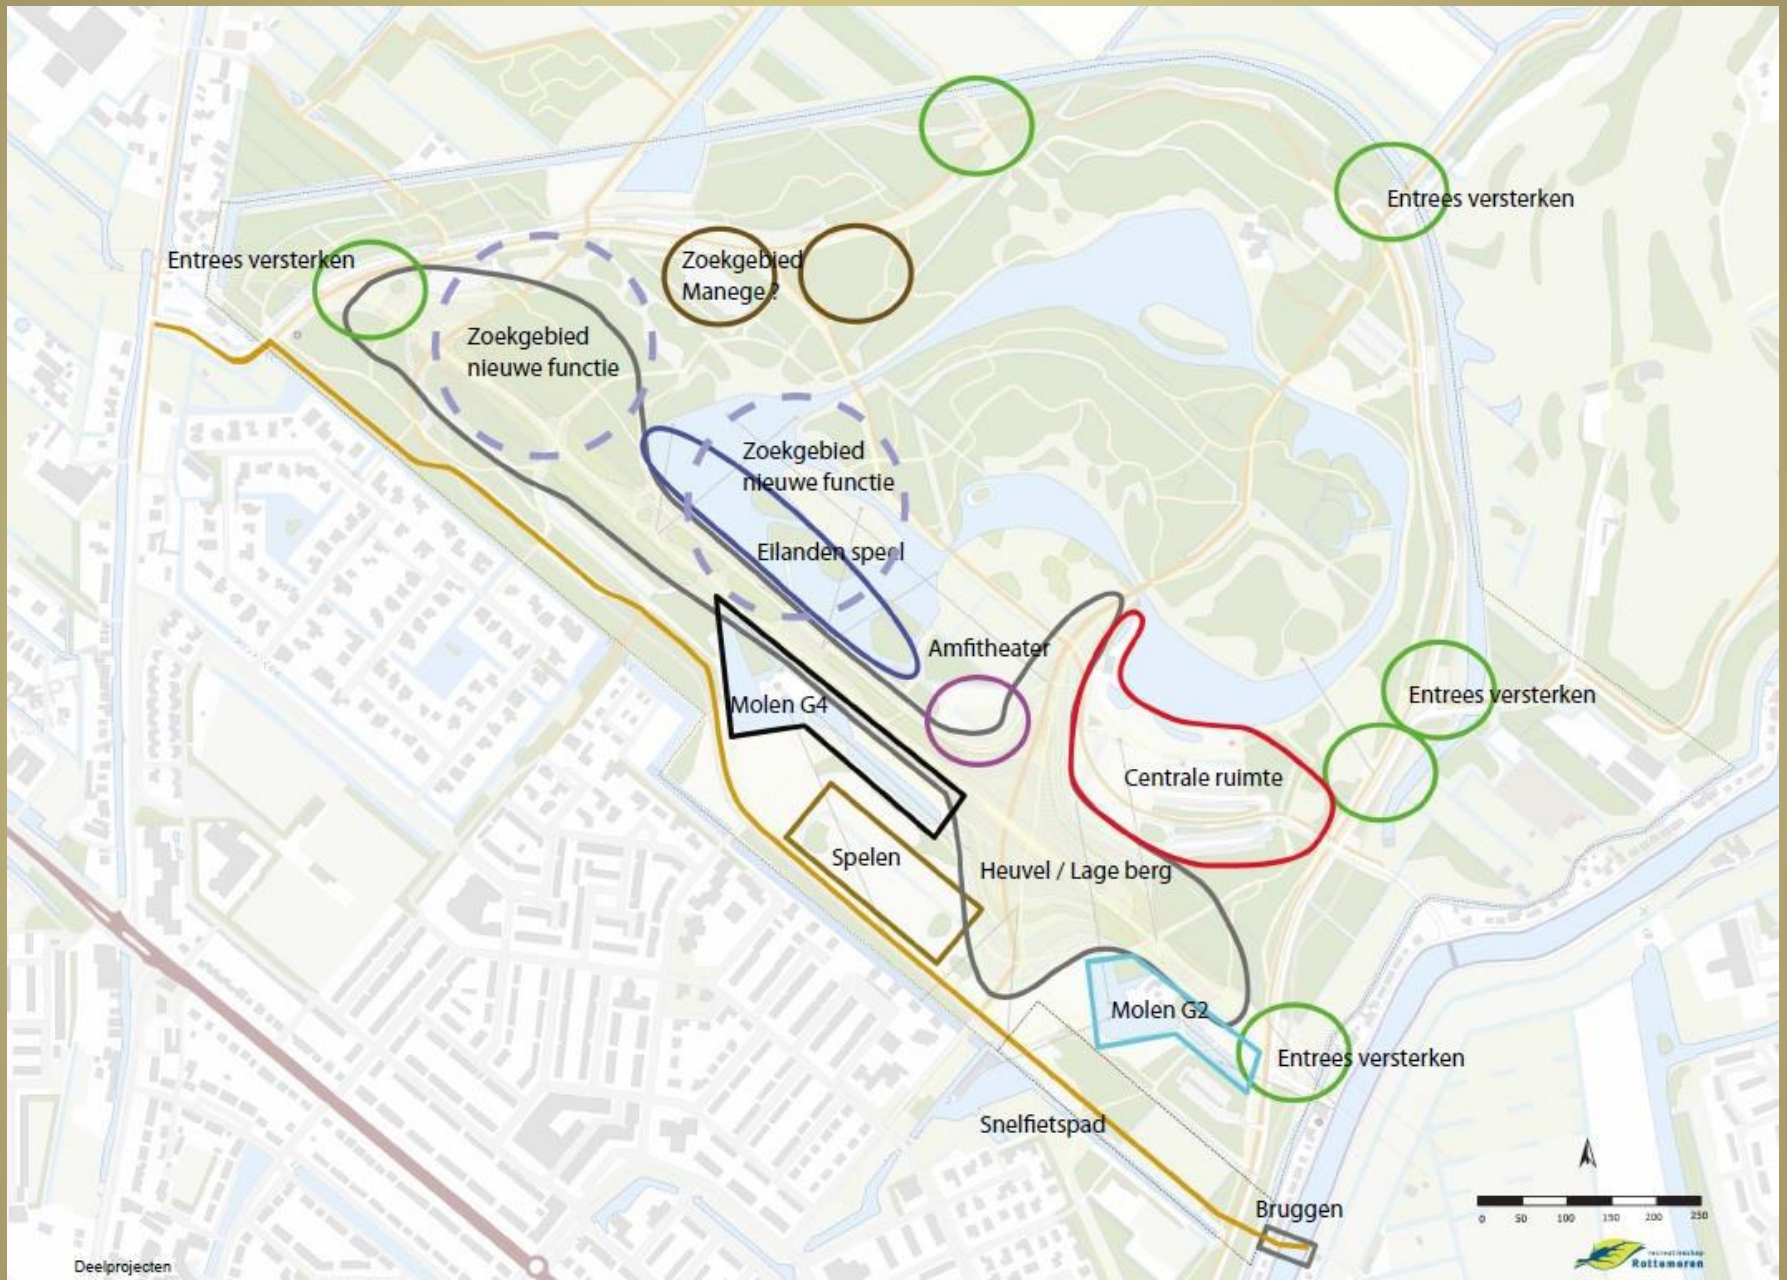 Entrees versterken
Entrees versterken
Zoekgebied
Manege ?
Zoekgebied
nieuwe functie
Zoekgebied
nieuwe functie
Eilanden speel
Amfitheater
Entrees versterken
Molen G4
Centrale ruimte
Spelen
Heuvel / Lage berg
Molen G2
Entrees versterken
Snelfietspad
Bruggen
0 50 100 150 200 250
recreatieschap
Rottemeren
Deelprojecten